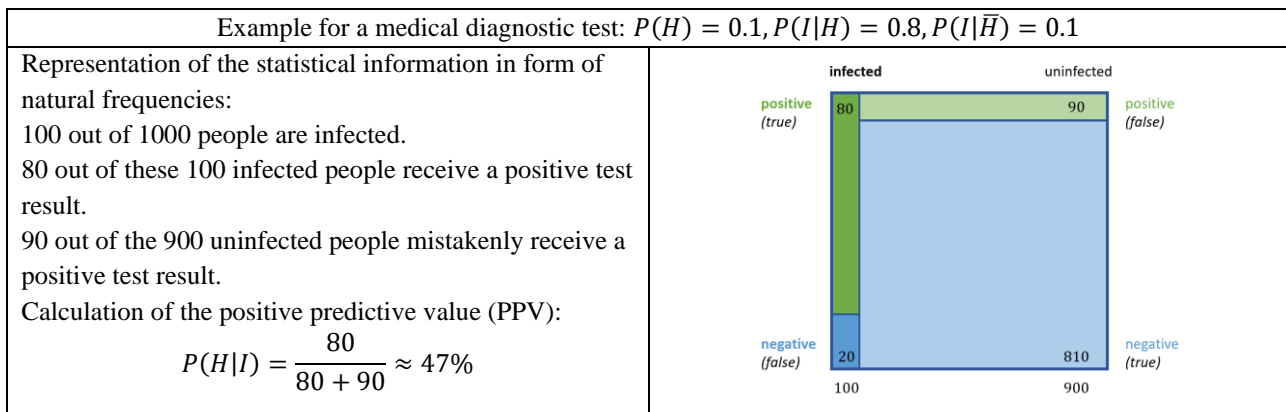 Example for a medical diagnostic test: 𝑃(𝐻) = 0.1, 𝑃(𝐼|𝐻) = 0.8, 𝑃(𝐼|𝐻̅) = 0.1
Representation of the statistical information in form of
natural frequencies:
100 out of 1000 people are infected.
80 out of these 100 infected people receive a positive test
result.
90 out of the 900 uninfected people mistakenly receive a
positive test result.
Calculation of the positive predictive value (PPV):
𝑃(𝐻|𝐼) = 80 / 80 + 90 ≈ 47%
infected uninfected
positive 80 90 positive
(true) (false)
negative 20 810 negative
(false) (true)
100 900